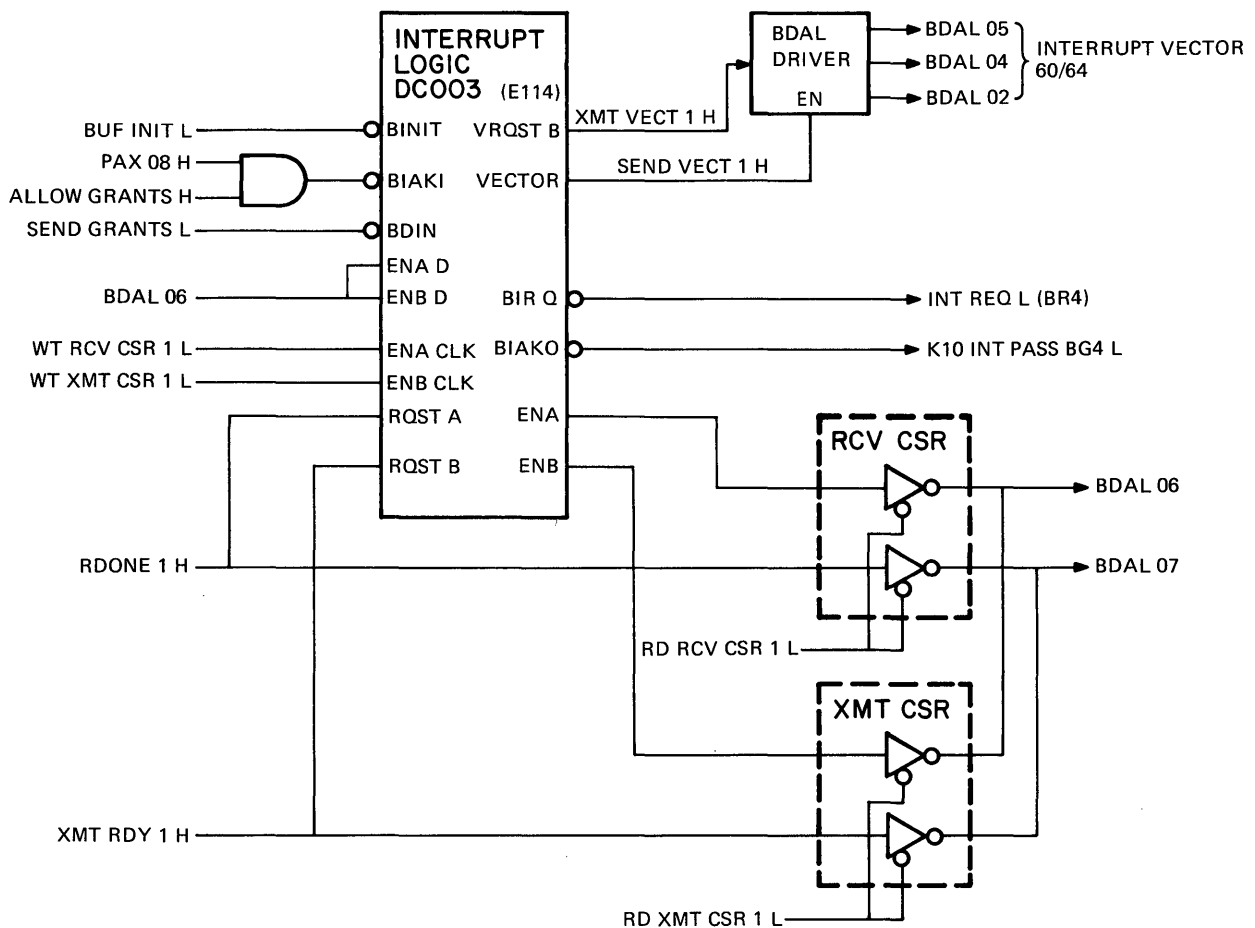 INTERRUPT
LOGIC
DC003 (E114)
BDAL
DRIVER
EN
BDAL 05
BDAL 04
BDAL 02
INTERRUPT VECTOR
60/64
BUF INIT L
BINIT
VRQST B
XMT VECT 1 H
PAX 08 H
ALLOW GRANTS H
BIAKI
VECTOR
SEND VECT 1 H
SEND GRANTS L
BDIN
ENA D
BDAL 06
ENB D
BIR Q
INT REQ L (BR4)
WT RCV CSR 1 L
ENA CLK
BIAKO
K10 INT PASS BG4 L
WT XMT CSR 1 L
ENB CLK
RQST A
ENA
RQST B
ENB
RCV CSR
BDAL 06
RDONE 1 H
BDAL 07
RD RCV CSR 1 L
XMT CSR
XMT RDY 1 H
RD XMT CSR 1 L